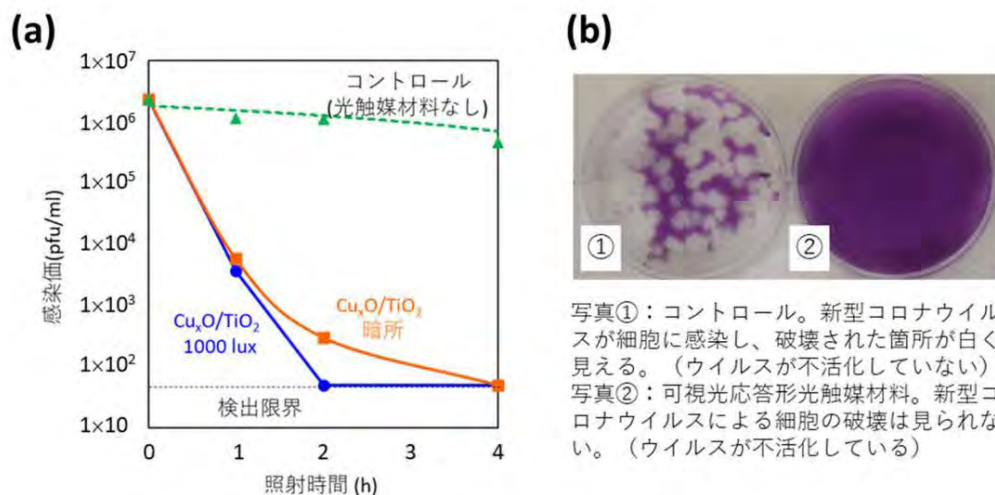 (a)
1×10⁷
1×10⁶
1×10⁵
1×10⁴
1×10³
1×10²
1×10
感染価(pfu/ml)
コントロール
(光触媒材料なし)
CuₓO/TiO₂
1000 lux
CuₓO/TiO₂
暗所
検出限界
0
1
2
3
4
照射時間 (h)
(b)
①
②
写真①：コントロール。新型コロナウイル
スが細胞に感染し、破壊された箇所が白く
見える。（ウイルスが不活化していない）
写真②：可視光応答形光触媒材料。新型コ
ロナウイルスによる細胞の破壊は見られな
い。（ウイルスが不活化している）